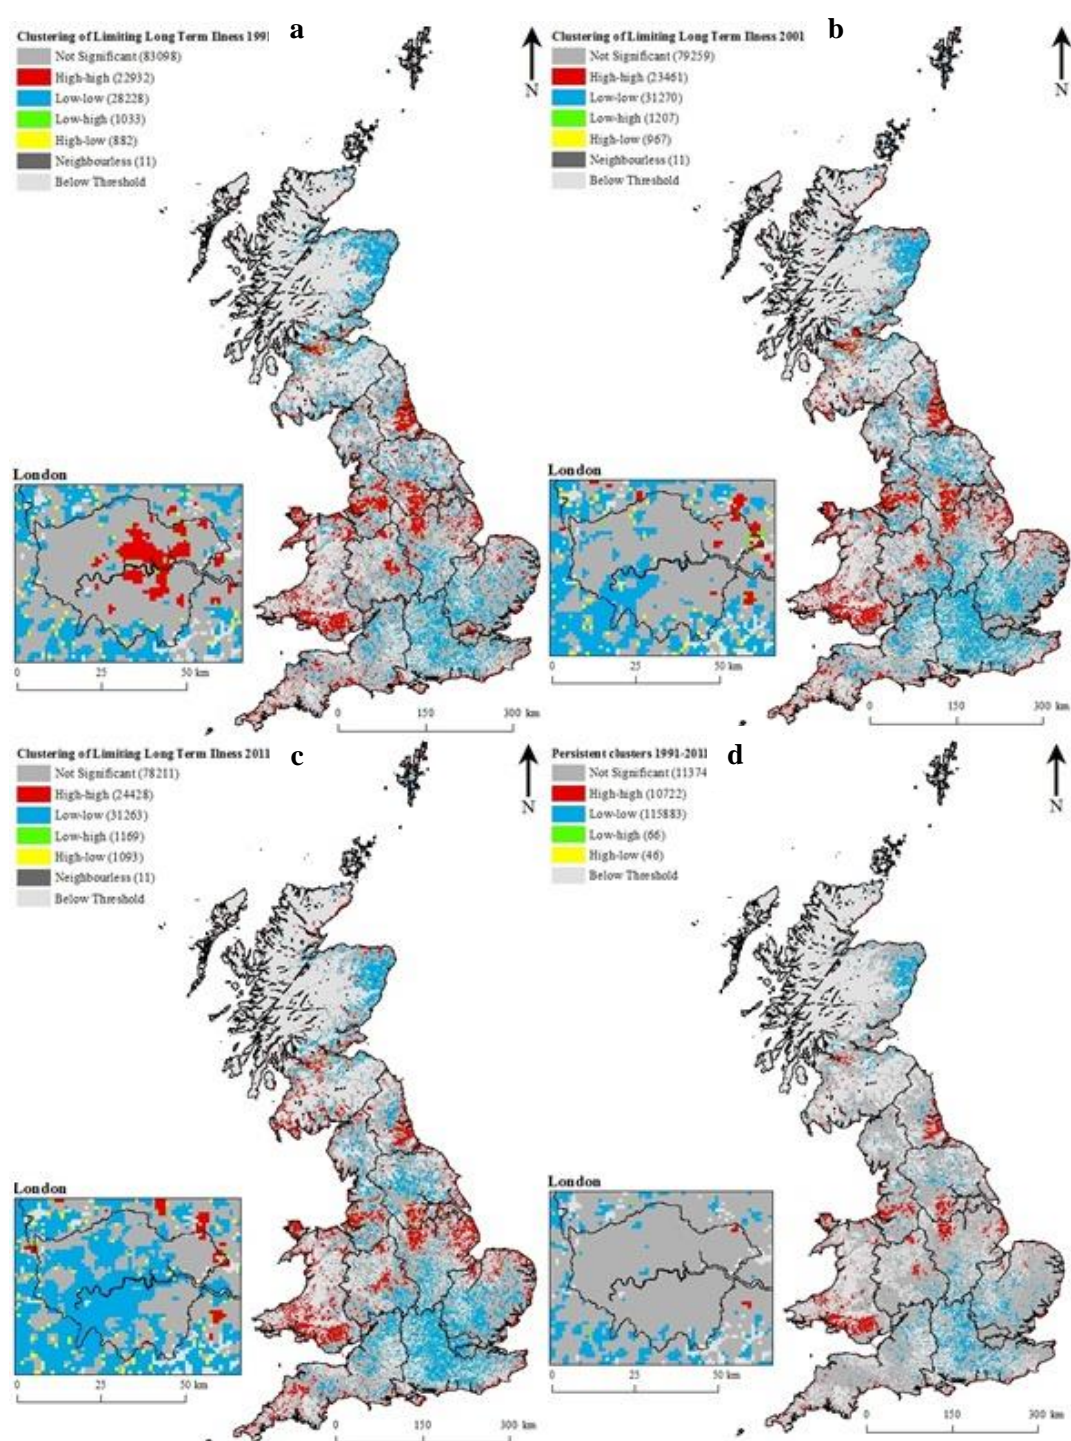 Clustering of Limiting Long Term Ilness 1991
a
Not Significant (83098)
High-high (22932)
Low-low (28228)
Low-high (1033)
High-low (882)
Neighbourless (11)
Below Threshold
N
London
0 25 50 km
0 150 300 km
Clustering of Limiting Long Term Ilness 2001
b
Not Significant (79259)
High-high (23461)
Low-low (31270)
Low-high (1207)
High-low (967)
Neighbourless (11)
Below Threshold
N
London
0 25 50 km
0 150 300 km
Clustering of Limiting Long Term Ilness 2011
c
Not Significant (78211)
High-high (24428)
Low-low (31263)
Low-high (1169)
High-low (1093)
Neighbourless (11)
Below Threshold
N
London
0 25 50 km
0 150 300 km
Persistent clusters 1991-2011
d
Not Significant (11374
High-high (10722)
Low-low (115883)
Low-high (66)
High-low (46)
Below Threshold
N
London
0 25 50 km
0 150 300 km